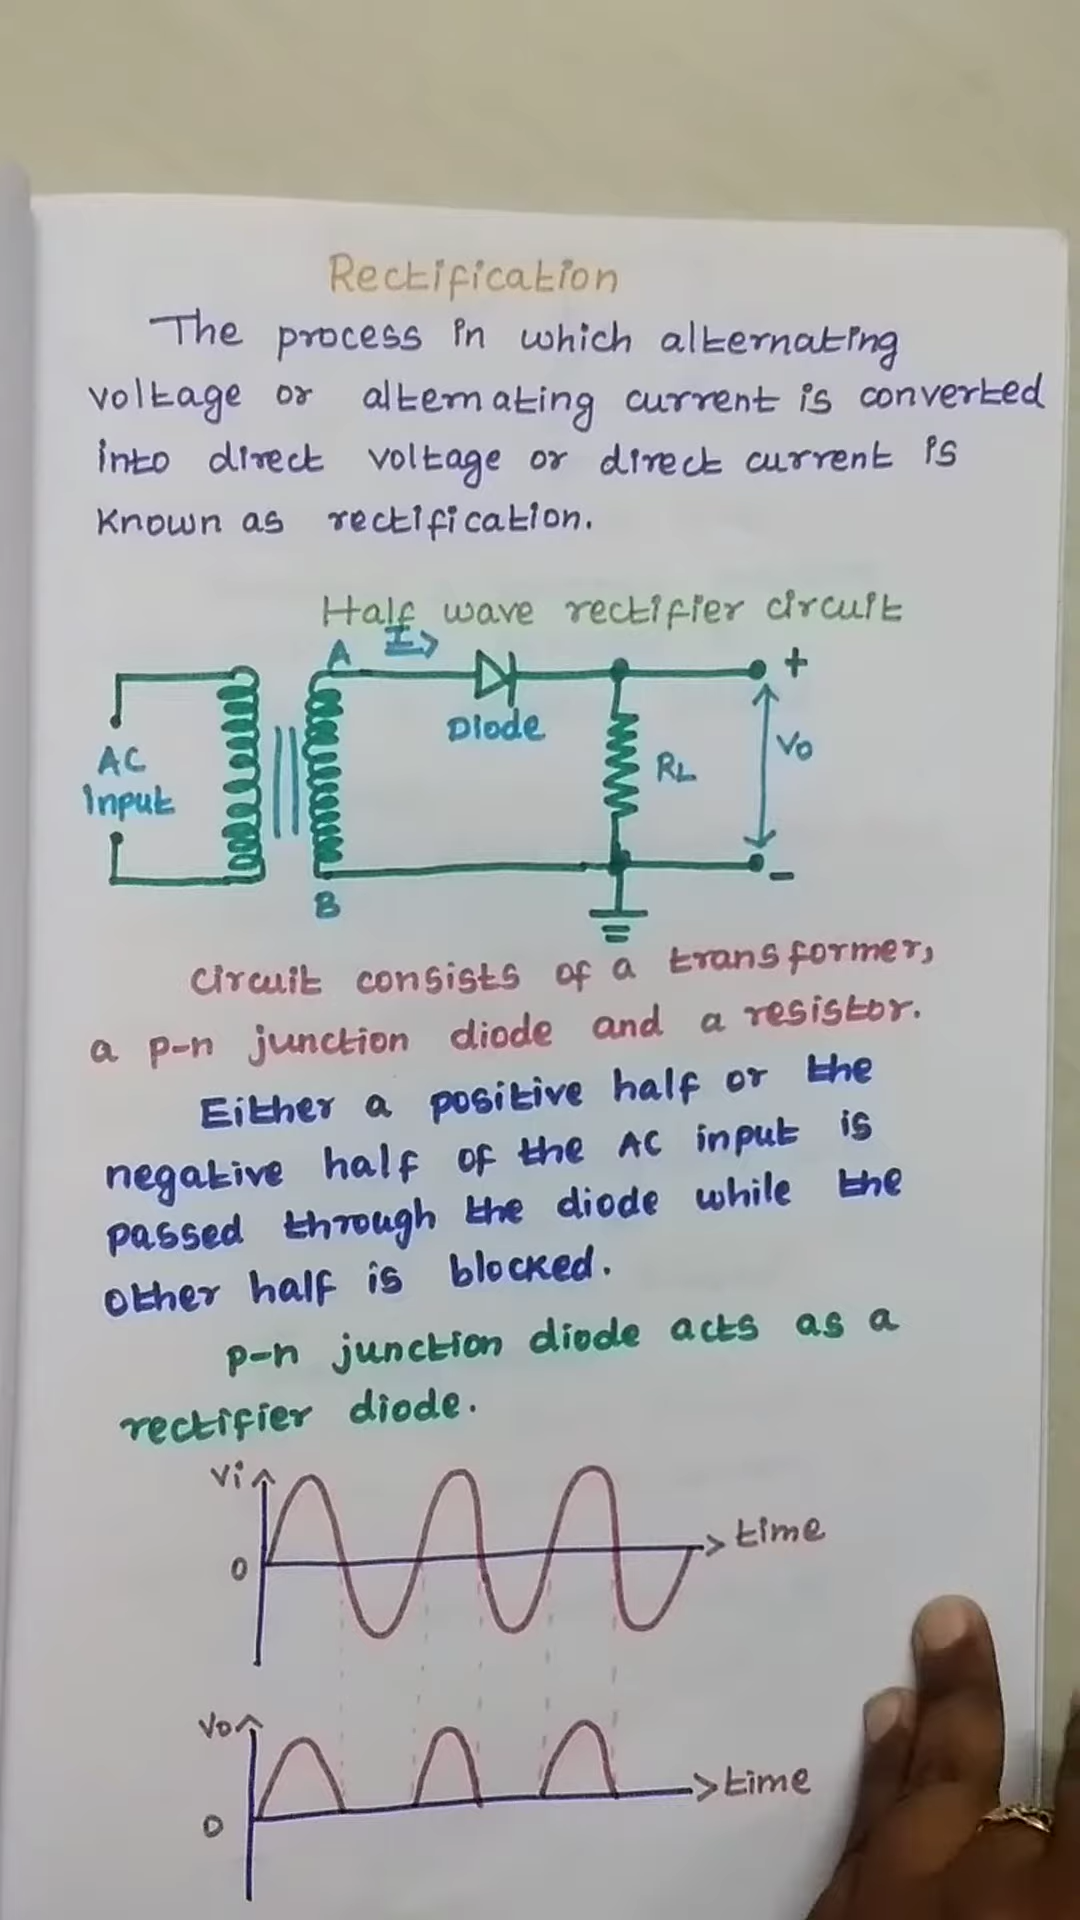 Rectification
The process in which alternating
voltage or alternating current is converted
into direct voltage or direct current is
Known as rectification.
Half wave rectifier circuit
A I
Diode
+
AC
Input
RL
Vo
-
B
Circuit consists of a transformer,
a p-n junction diode and a resistor.
Either a positive half or the
negative half of the AC input is
passed through the diode while the
other half is blocked.
p-n junction diode acts as a
rectifier diode.
Vi
0
time
Vo
0
time